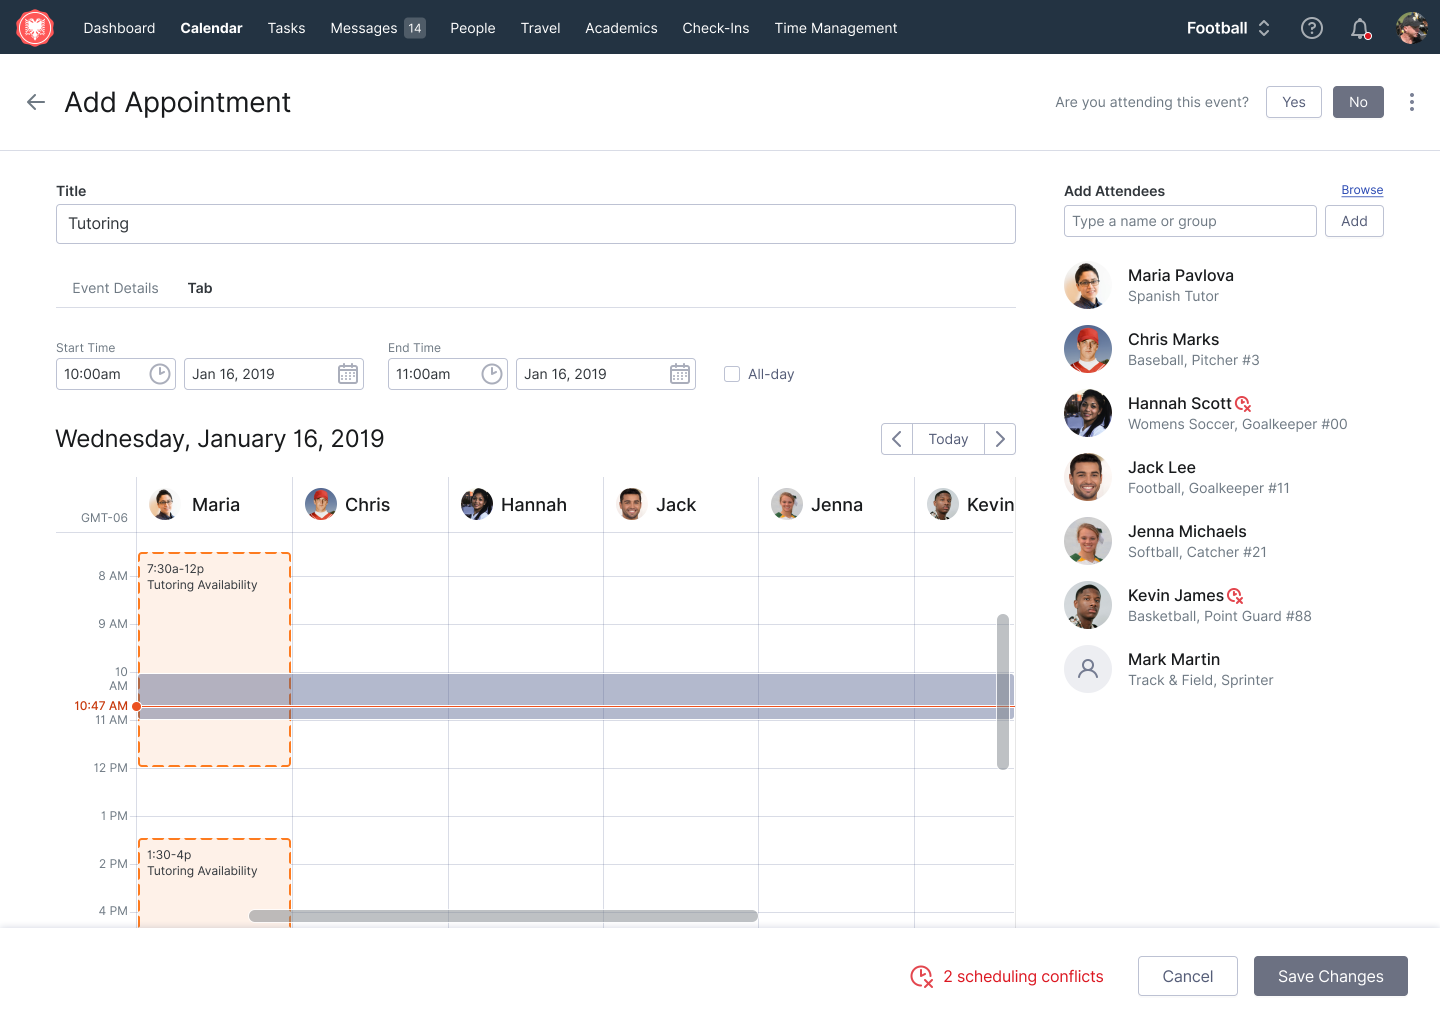 Dashboard Calendar Tasks Messages 14 People Travel Academics Check-Ins Time Management Football
Add Appointment
Are you attending this event? Yes No
Title
Tutoring
Event Details Tab
Start Time End Time
10:00am Jan 16, 2019 11:00am Jan 16, 2019 All-day
Wednesday, January 16, 2019
Today
GMT-06 Maria Chris Hannah Jack Jenna Kevin
7:30a-12p
Tutoring Availability
8 AM
9 AM
10
AM
10:47 AM
11 AM
12 PM
1 PM
1:30-4p
Tutoring Availability
2 PM
4 PM
Add Attendees Browse
Type a name or group Add
Maria Pavlova
Spanish Tutor
Chris Marks
Baseball, Pitcher #3
Hannah Scott
Womens Soccer, Goalkeeper #00
Jack Lee
Football, Goalkeeper #11
Jenna Michaels
Softball, Catcher #21
Kevin James
Basketball, Point Guard #88
Mark Martin
Track & Field, Sprinter
2 scheduling conflicts Cancel Save Changes